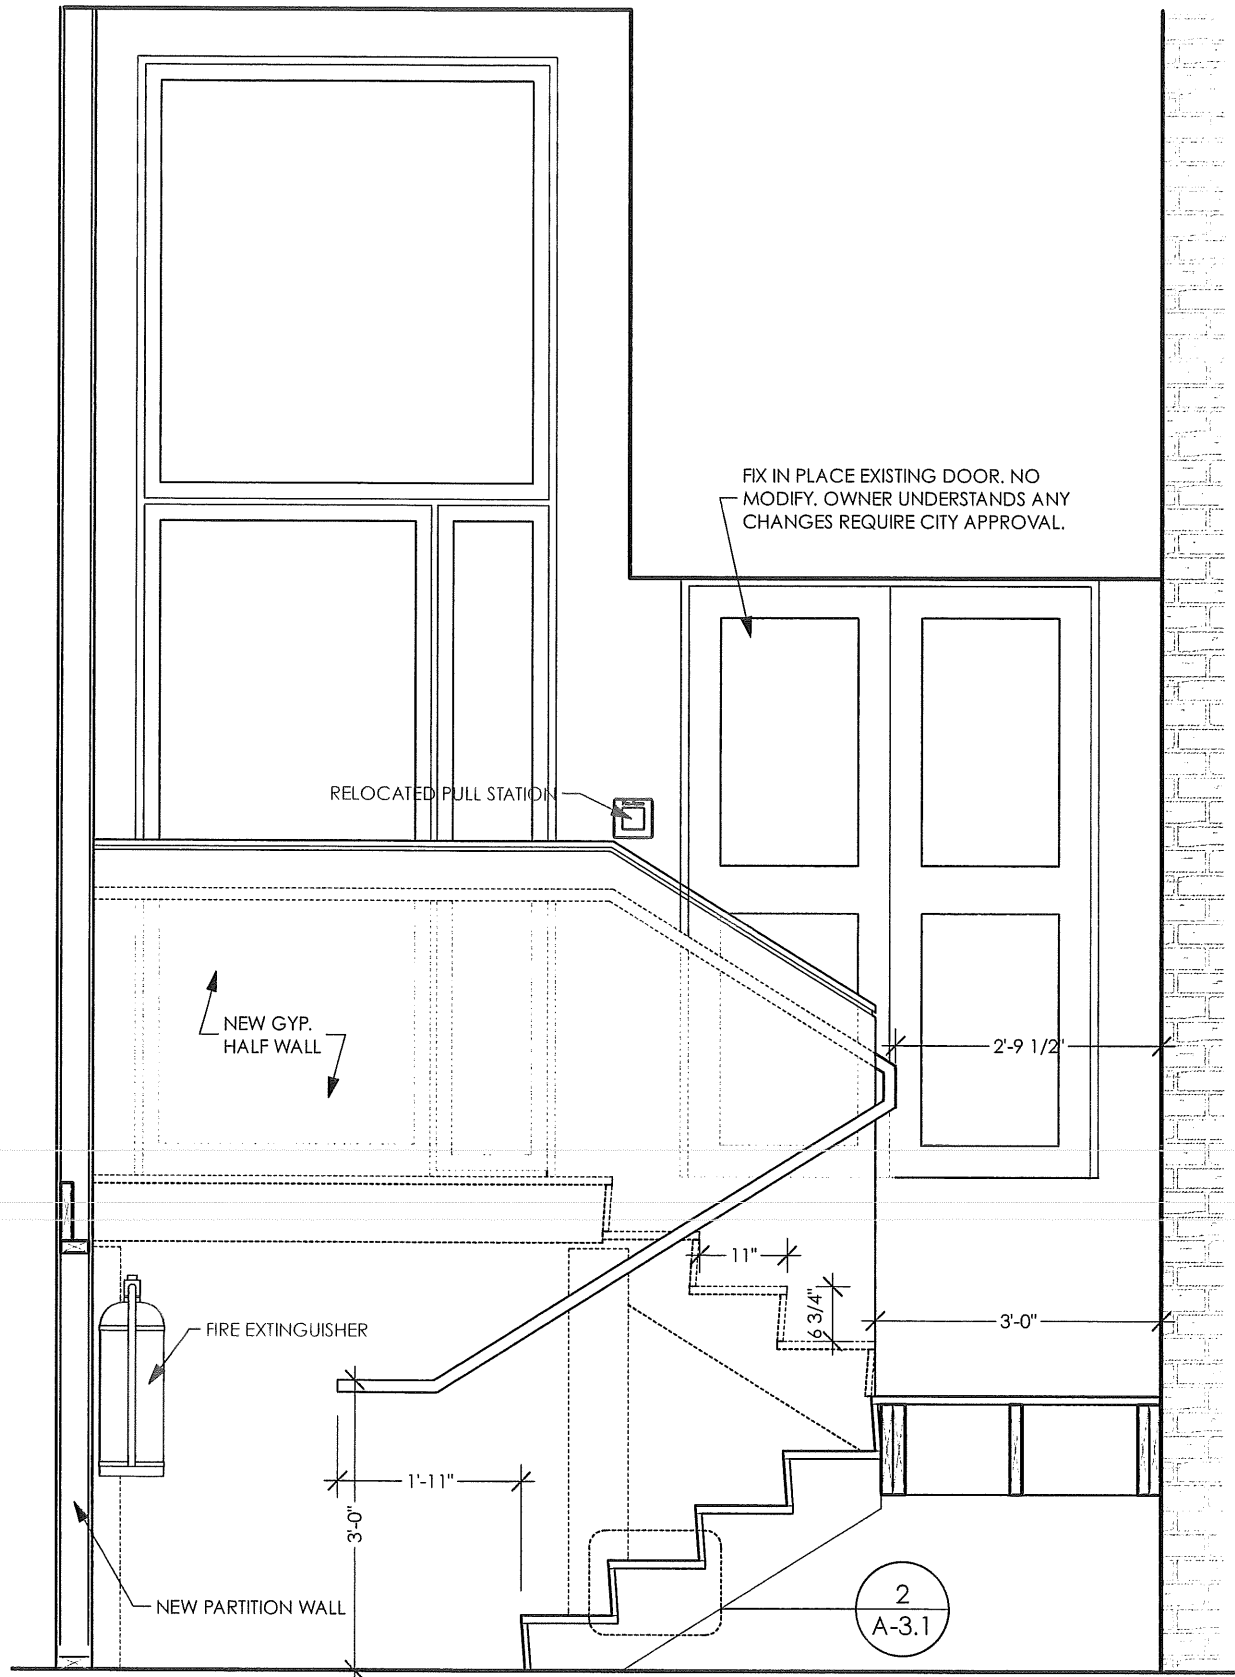 FIX IN PLACE EXISTING DOOR. NO
MODIFY. OWNER UNDERSTANDS ANY
CHANGES REQUIRE CITY APPROVAL.
RELOCATED PULL STATION
NEW GYP.
HALF WALL
2'-9 1/2"
11"
6 3/4"
3'-0"
FIRE EXTINGUISHER
1'-11"
3'-0"
NEW PARTITION WALL
2
A-3.1